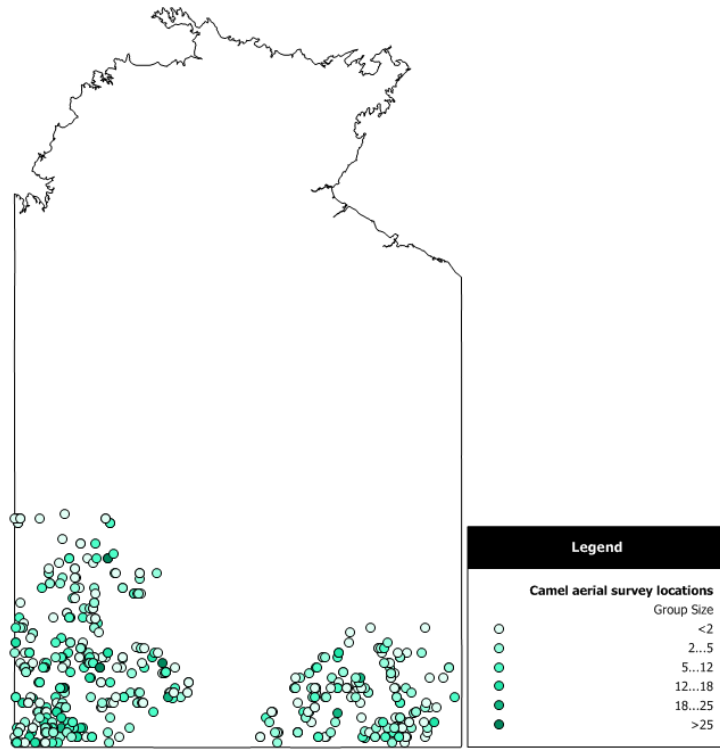 Legend
Camel aerial survey locations
Group Size
<2
2...5
5...12
12...18
18...25
>25